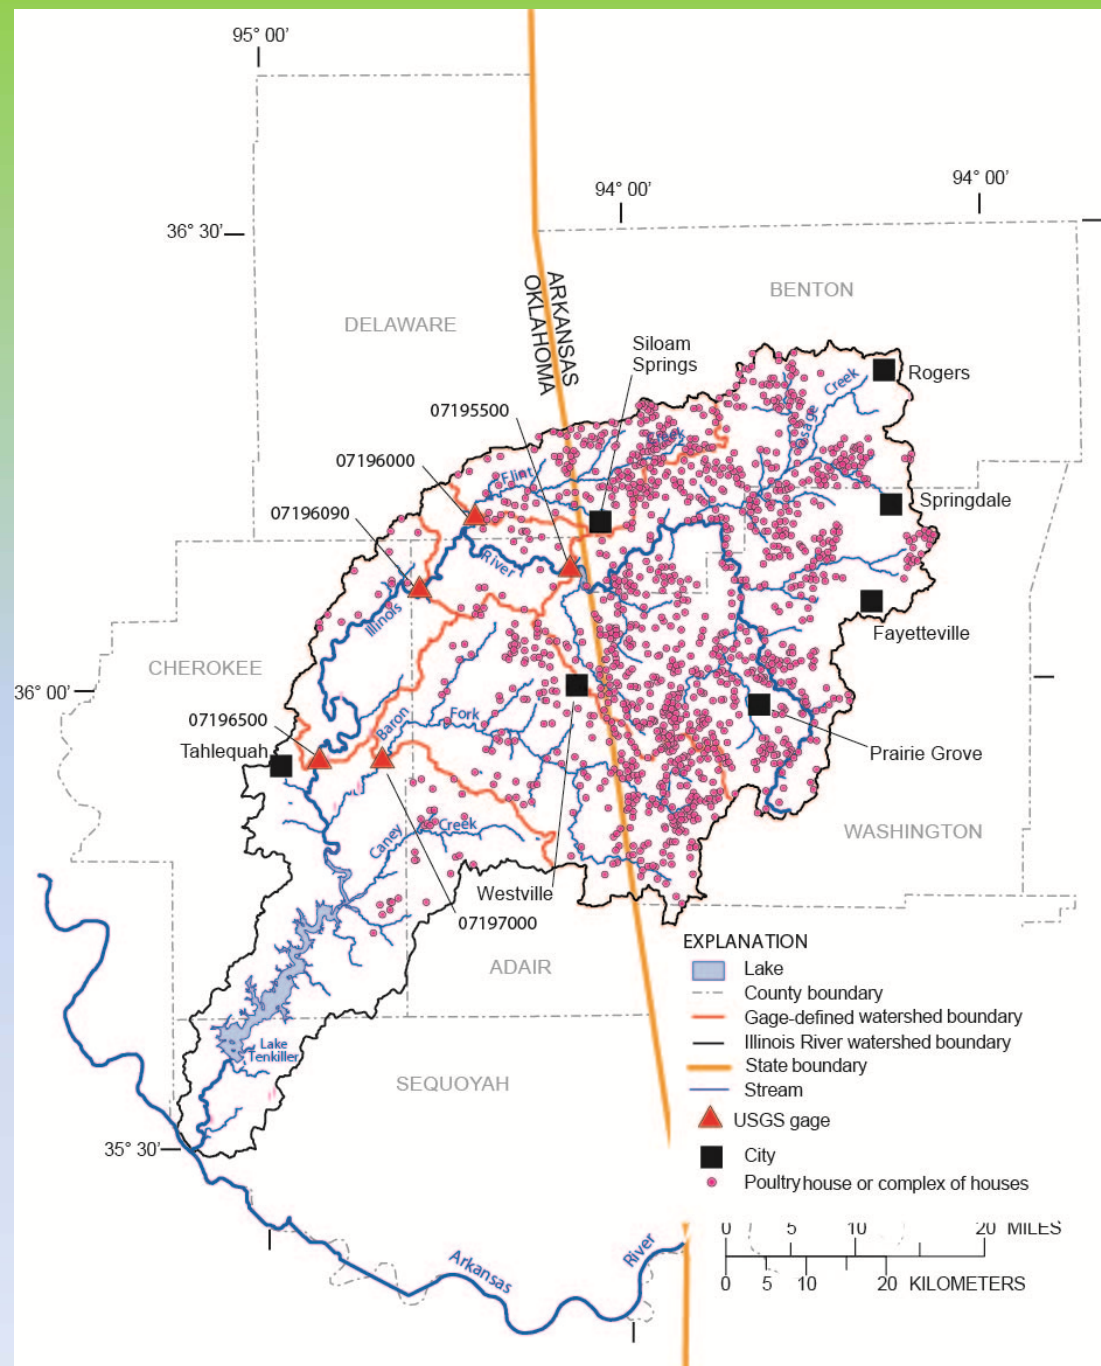 95° 00'
94° 00'
94° 00'
36° 30'
ARKANSAS
OKLAHOMA
BENTON
DELAWARE
Siloam
Springs
Rogers
Creek
Osage
07195500
Creek
07196000
Flint
Springdale
07196090
River
Illinois
Fayetteville
CHEROKEE
36° 00'
07196500
Baron
Fork
Tahlequah
Prairie Grove
Caney
Creek
WASHINGTON
Westville
07197000
ADAIR
EXPLANATION
Lake
County boundary
Gage-defined watershed boundary
Illinois River watershed boundary
State boundary
Stream
USGS gage
City
Poultry house or complex of houses
Lake
Tenkiller
SEQUOYAH
35° 30'
0 5 10 20 MILES
0 5 10 20 KILOMETERS
Arkansas
River